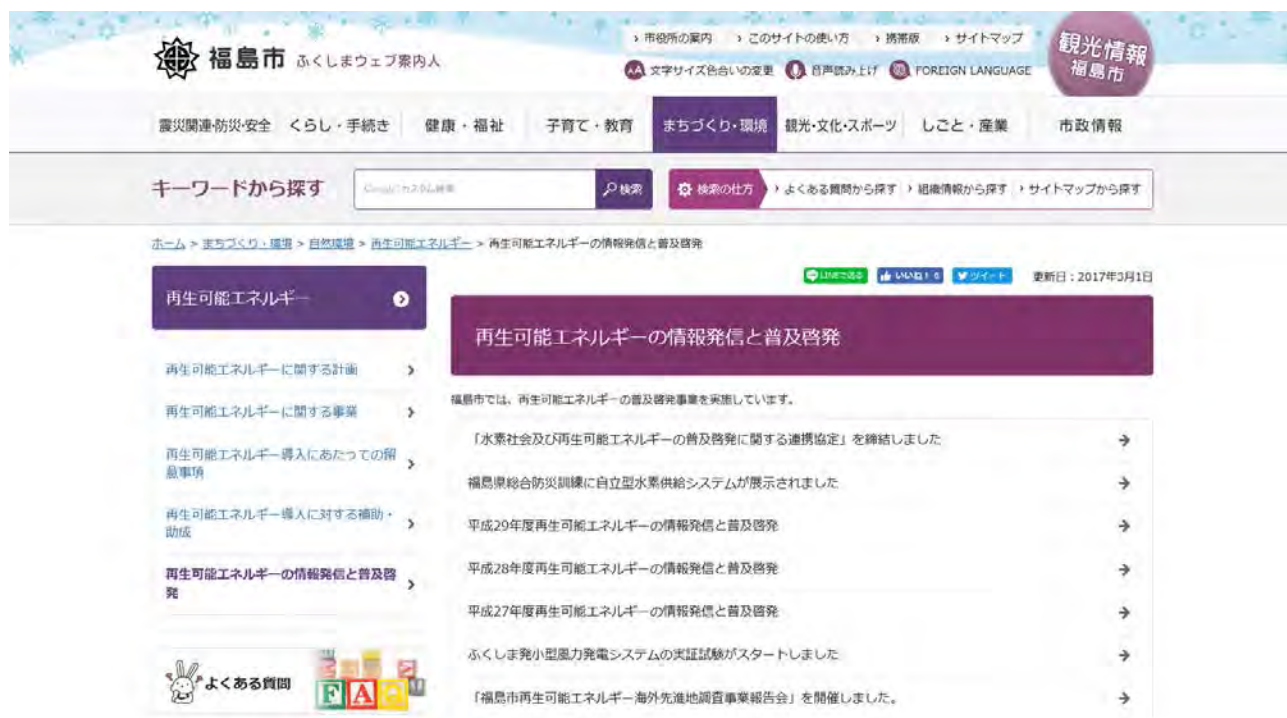 › 市役所の案内 › このサイトの使い方 › 携帯版 › サイトマップ
観光情報
福島市
福島市 ふくしまウェブ案内人
AA 文字サイズ色合いの変更 音声読み上げ FOREIGN LANGUAGE
震災関連・防災・安全 くらし・手続き 健康・福祉 子育て・教育 まちづくり・環境 観光・文化・スポーツ しごと・産業 市政情報
キーワードから探す Google カスタム検索 検索 検索の仕方 › よくある質問から探す › 組織情報から探す › サイトマップから探す
ホーム > まちづくり・環境 > 自然環境 > 再生可能エネルギー > 再生可能エネルギーの情報発信と普及啓発
LINEで送る いいね! 0 ツイート 更新日:2017年3月1日
再生可能エネルギー
再生可能エネルギーに関する計画
再生可能エネルギーに関する事業
再生可能エネルギー導入にあたっての留
意事項
再生可能エネルギー導入に対する補助・
助成
再生可能エネルギーの情報発信と普及啓
発
よくある質問
FAQ
再生可能エネルギーの情報発信と普及啓発
福島市では、再生可能エネルギーの普及啓発事業を実施しています。
「水素社会及び再生可能エネルギーの普及啓発に関する連携協定」を締結しました
福島県総合防災訓練に自立型水素供給システムが展示されました
平成29年度再生可能エネルギーの情報発信と普及啓発
平成28年度再生可能エネルギーの情報発信と普及啓発
平成27年度再生可能エネルギーの情報発信と普及啓発
ふくしま発小型風力発電システムの実証試験がスタートしました
「福島市再生可能エネルギー海外先進地調査事業報告会」を開催しました。